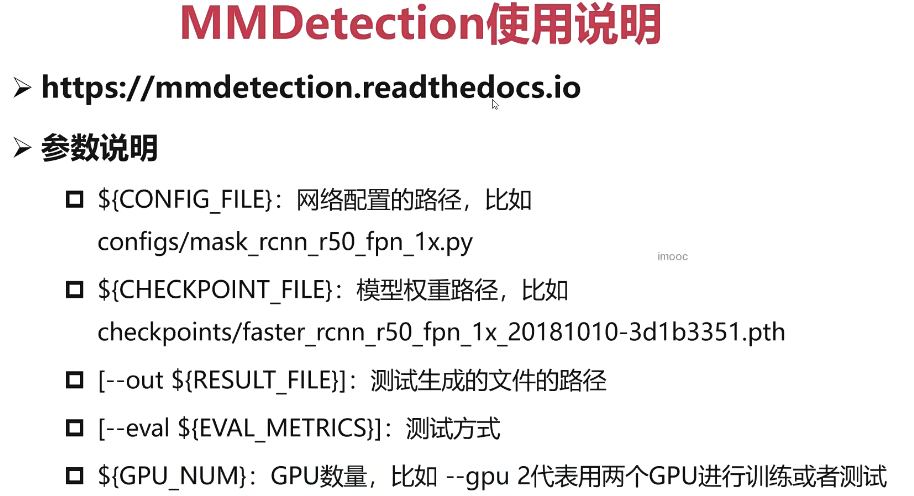 MMDetection使用说明
https://mmdetection.readthedocs.io
参数说明
${CONFIG_FILE}：网络配置的路径，比如
configs/mask_rcnn_r50_fpn_1x.py
imooc
${CHECKPOINT_FILE}：模型权重路径，比如
checkpoints/faster_rcnn_r50_fpn_1x_20181010-3d1b3351.pth
[--out ${RESULT_FILE}]：测试生成的文件的路径
[--eval ${EVAL_METRICS}]：测试方式
${GPU_NUM}：GPU数量，比如 --gpu 2代表用两个GPU进行训练或者测试